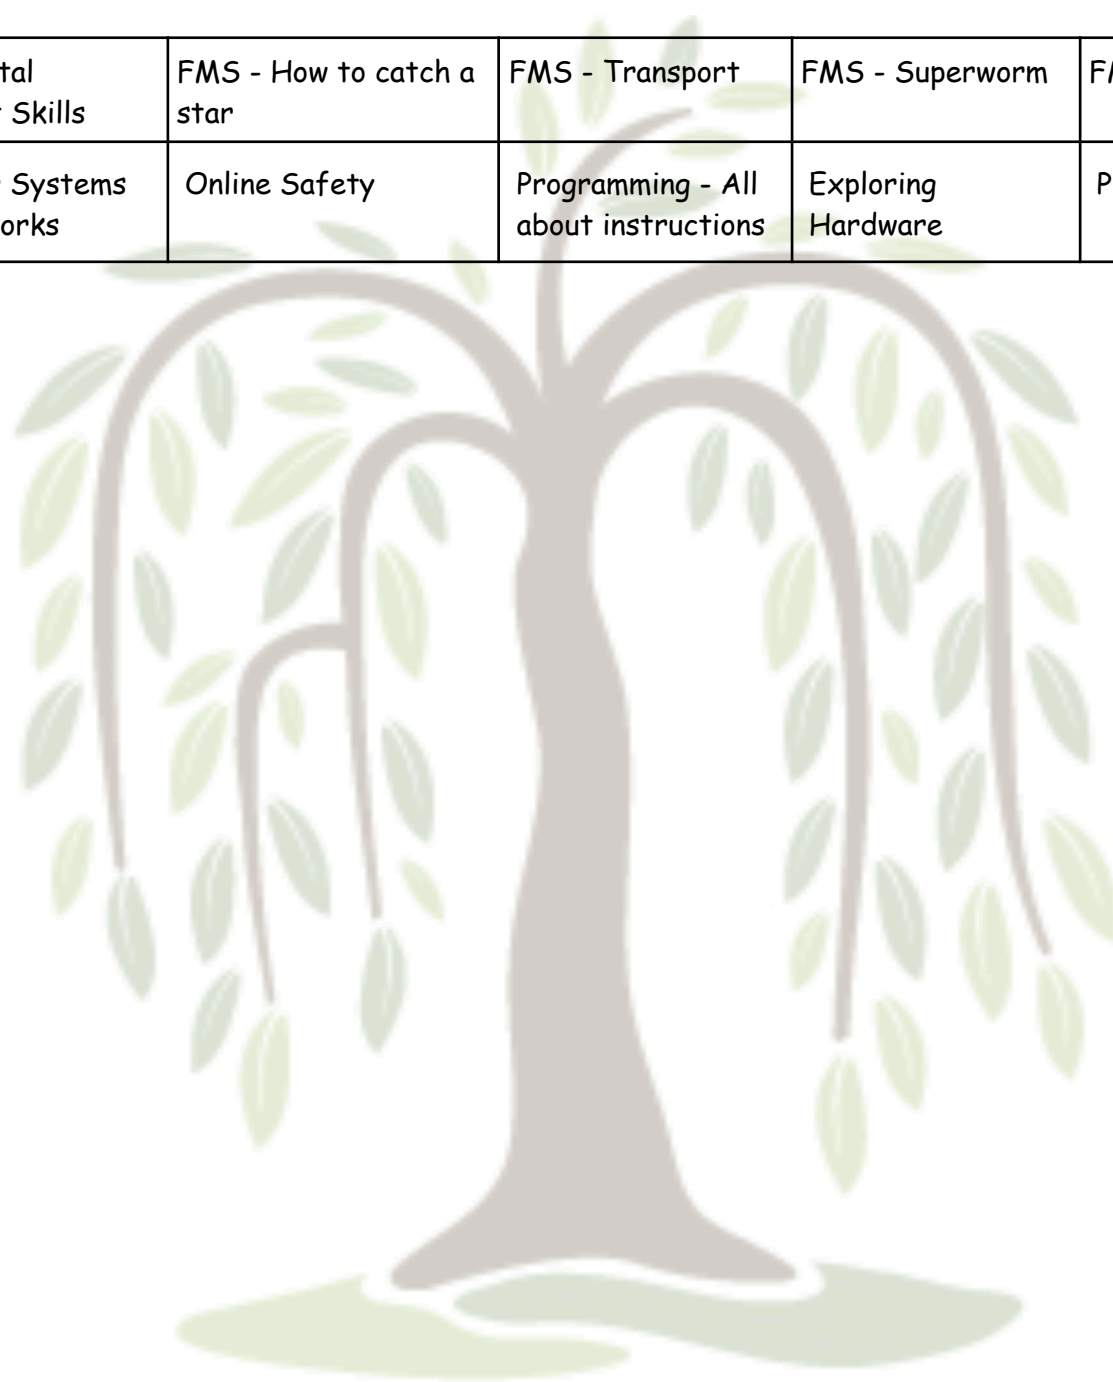 tal FMS - How to catch a FMS - Transport FMS - Superworm
Skills star
Systems Online Safety Programming - All Exploring P
orks about instructions Hardware